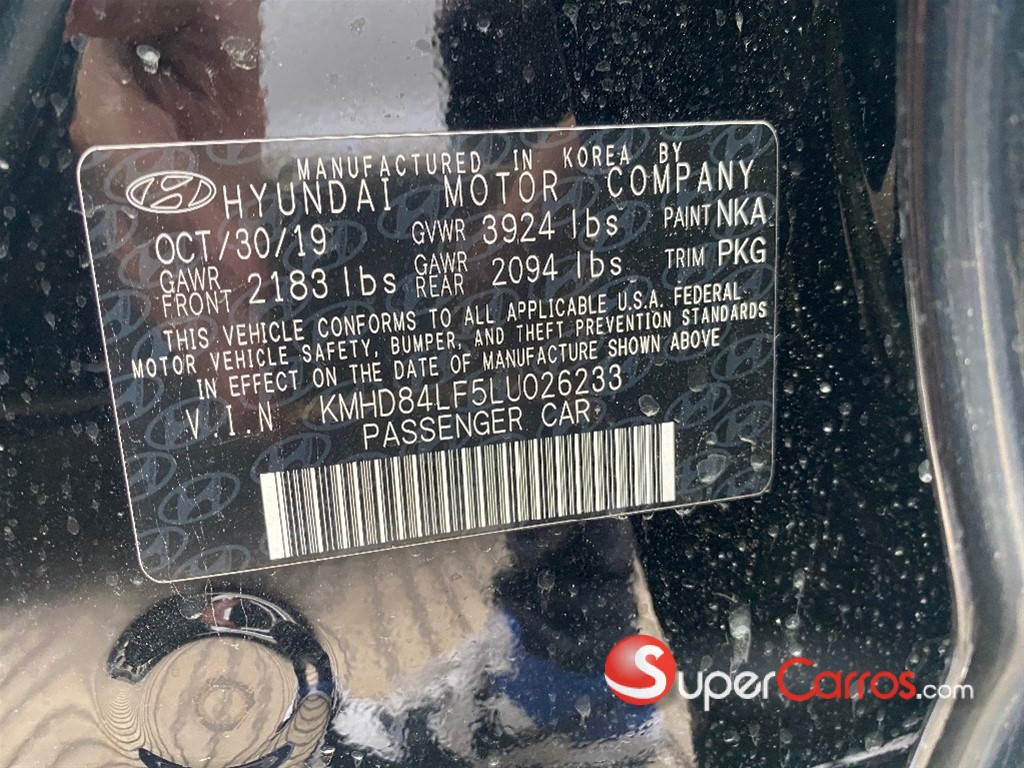 MANUFACTURED IN KOREA BY
HYUNDAI MOTOR COMPANY
OCT/30/19 GVWR 3924 lbs PAINT NKA
GAWR FRONT 2183 lbs GAWR REAR 2094 lbs TRIM PKG
THIS VEHICLE CONFORMS TO ALL APPLICABLE U.S.A. FEDERAL
MOTOR VEHICLE SAFETY, BUMPER, AND THEFT PREVENTION STANDARDS
IN EFFECT ON THE DATE OF MANUFACTURE SHOWN ABOVE
V.I.N KMHD84LF5LU026233
PASSENGER CAR
SuperCarros.com